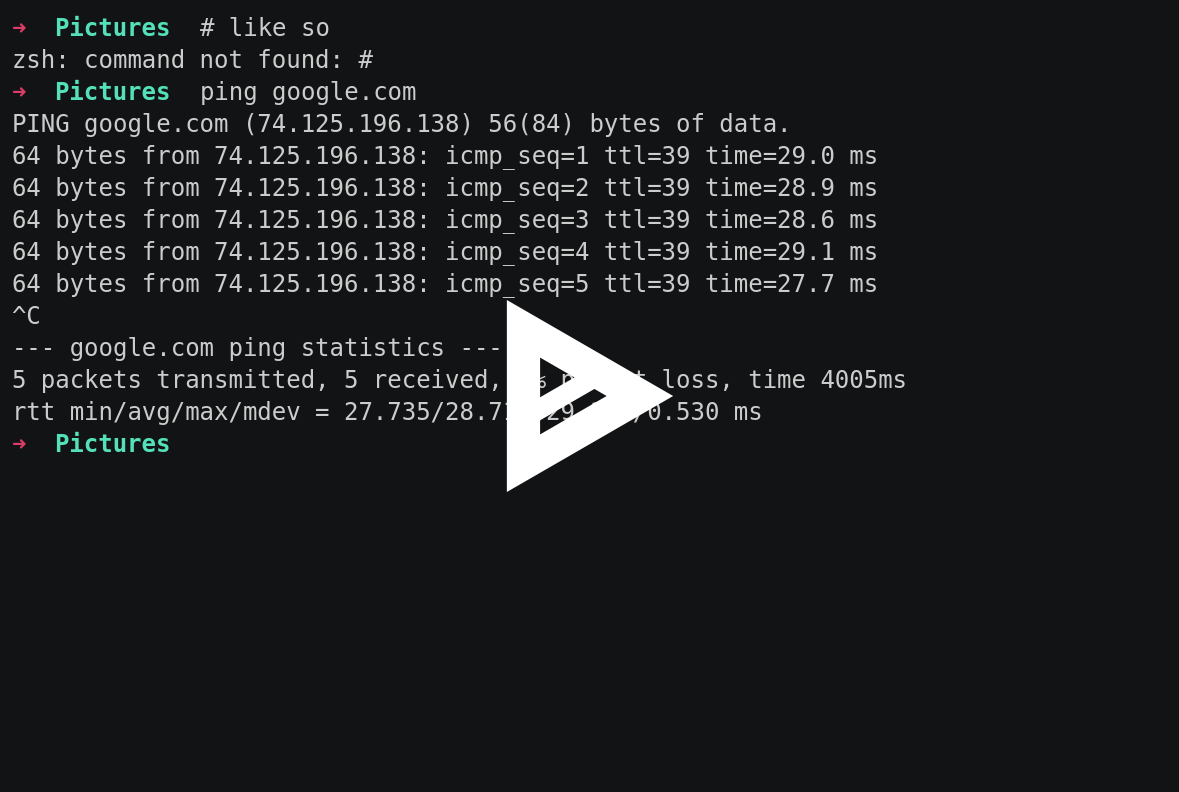 ➜ Pictures # like so
zsh: command not found: #
➜ Pictures ping google.com
PING google.com (74.125.196.138) 56(84) bytes of data.
64 bytes from 74.125.196.138: icmp_seq=1 ttl=39 time=29.0 ms
64 bytes from 74.125.196.138: icmp_seq=2 ttl=39 time=28.9 ms
64 bytes from 74.125.196.138: icmp_seq=3 ttl=39 time=28.6 ms
64 bytes from 74.125.196.138: icmp_seq=4 ttl=39 time=29.1 ms
64 bytes from 74.125.196.138: icmp_seq=5 ttl=39 time=27.7 ms
^C
--- google.com ping statistics ---
5 packets transmitted, 5 received, loss, time 4005ms
rtt min/avg/max/mdev = 27.735/28.7 /0.530 ms
➜ Pictures